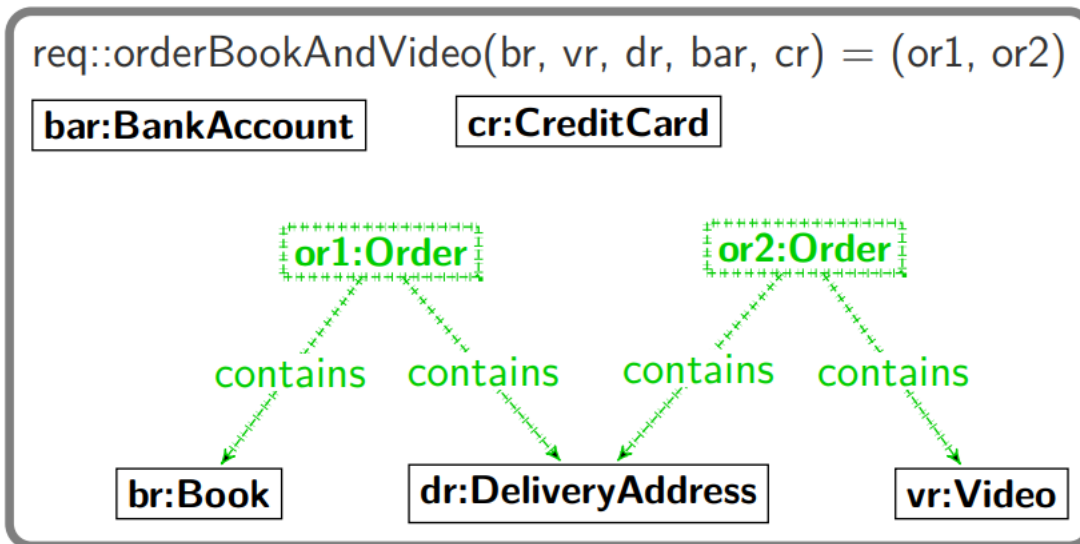 req::orderBookAndVideo(br, vr, dr, bar, cr) = (or1, or2)
bar:BankAccount
cr:CreditCard
or1:Order
or2:Order
contains
contains
contains
contains
br:Book
dr:DeliveryAddress
vr:Video